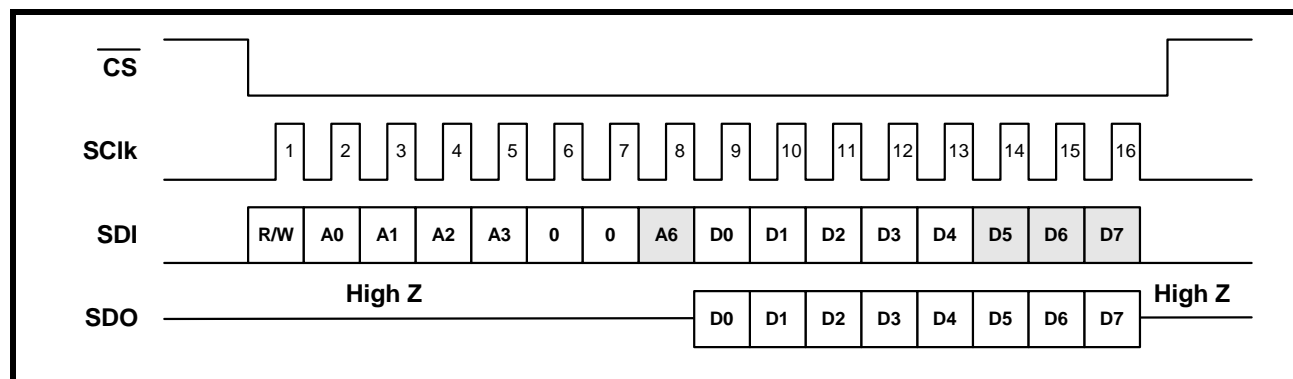 CS
SClk 1 2 3 4 5 6 7 8 9 10 11 12 13 14 15 16
SDI R/W A0 A1 A2 A3 0 0 A6 D0 D1 D2 D3 D4 D5 D6 D7
High Z High Z
SDO D0 D1 D2 D3 D4 D5 D6 D7